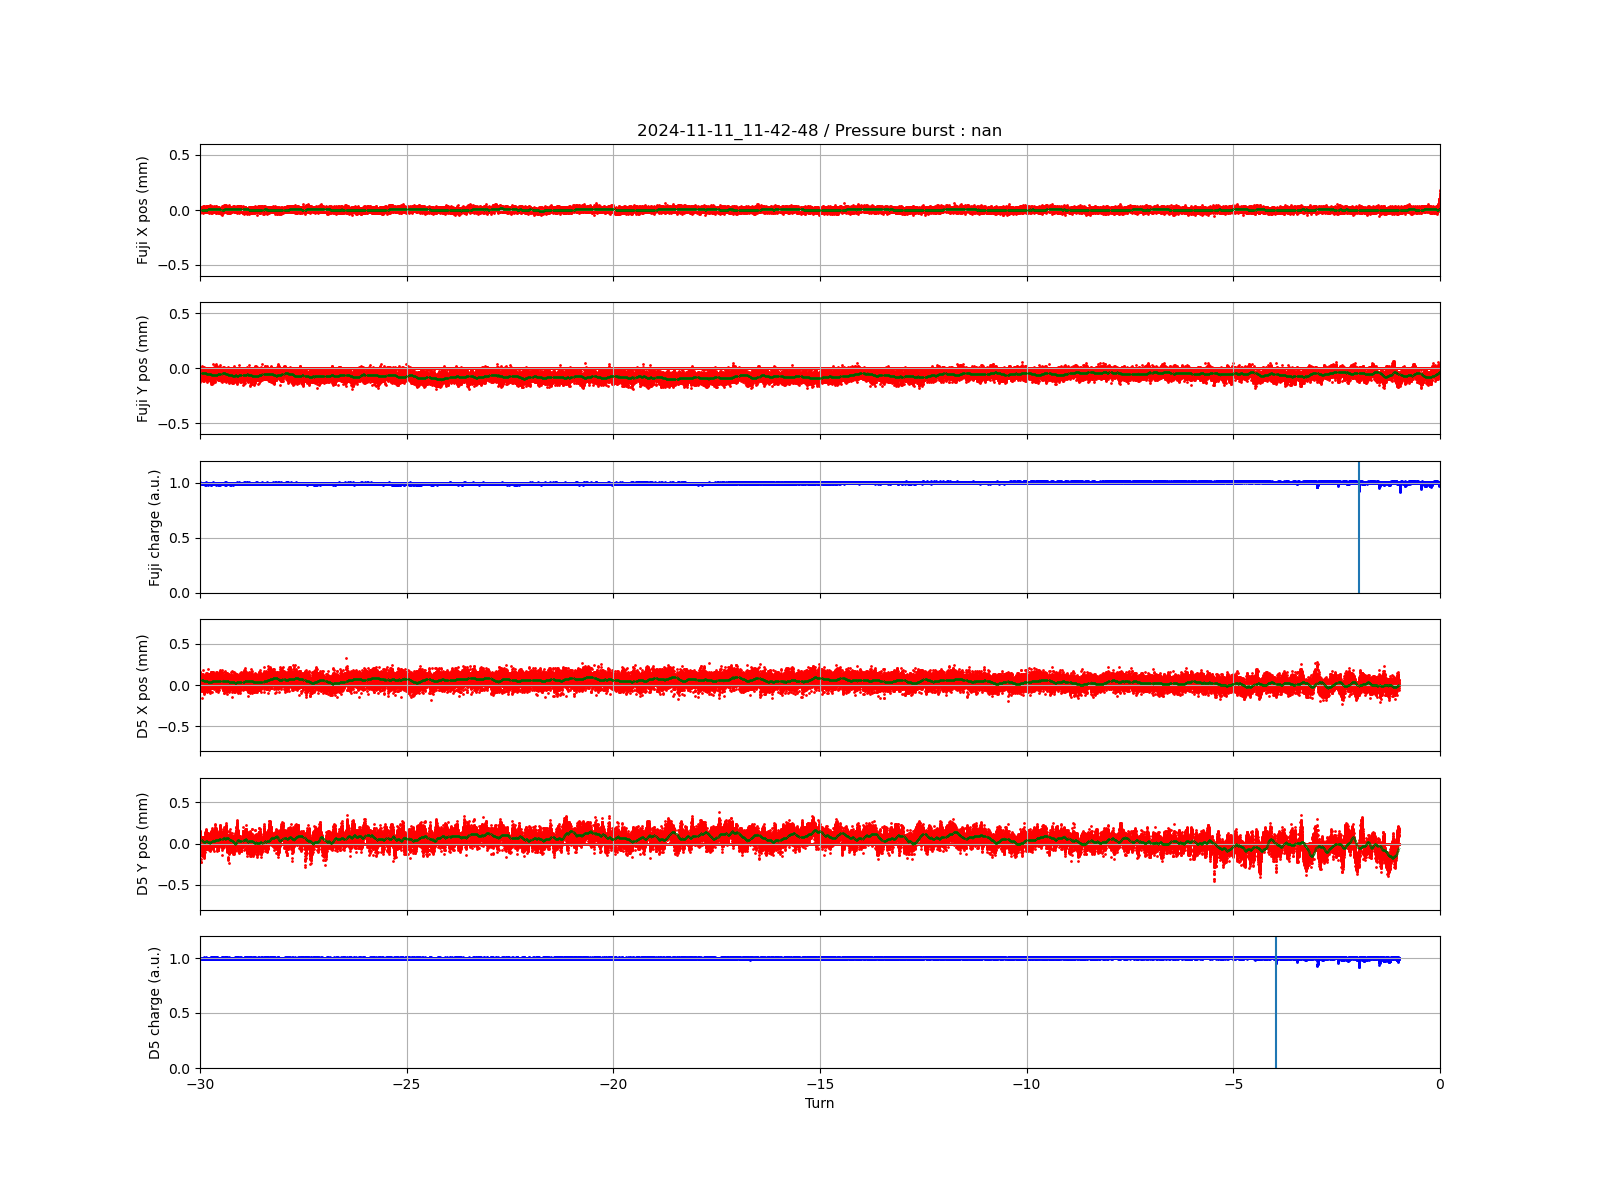 2024-11-11_11-42-48 / Pressure burst : nan
Fuji X pos (mm)
0.5
0.0
−0.5
Fuji Y pos (mm)
0.5
0.0
−0.5
Fuji charge (a.u.)
1.0
0.5
0.0
D5 X pos (mm)
0.5
0.0
−0.5
D5 Y pos (mm)
0.5
0.0
−0.5
D5 charge (a.u.)
1.0
0.5
0.0
−30 −25 −20 −15 −10 −5 0
Turn